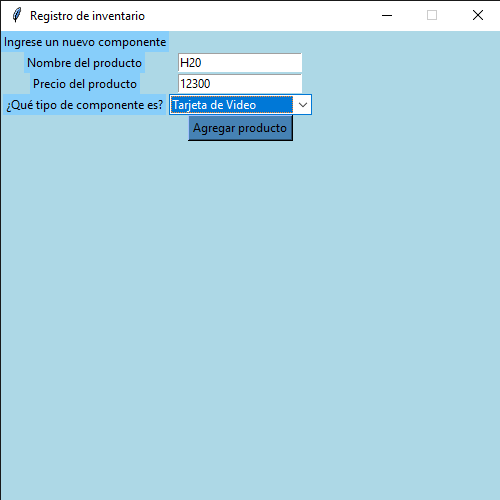 Registro de inventario
Ingrese un nuevo componente
Nombre del producto H20
Precio del producto 12300
¿Qué tipo de componente es? Tarjeta de Video
Agregar producto